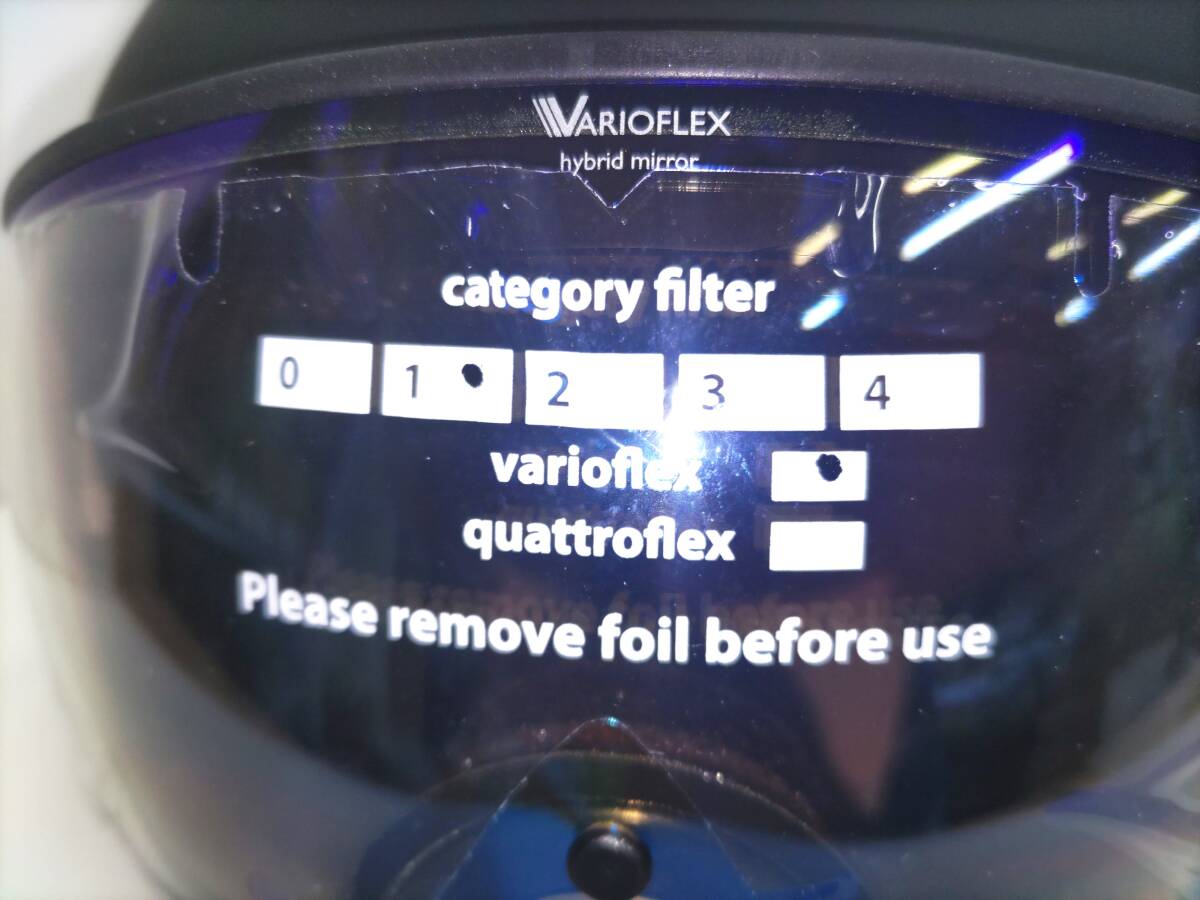 VARIOFLEX
hybrid mirror
category filter
0 1 2 3 4
varioflex
quattroflex
Please remove foil before use